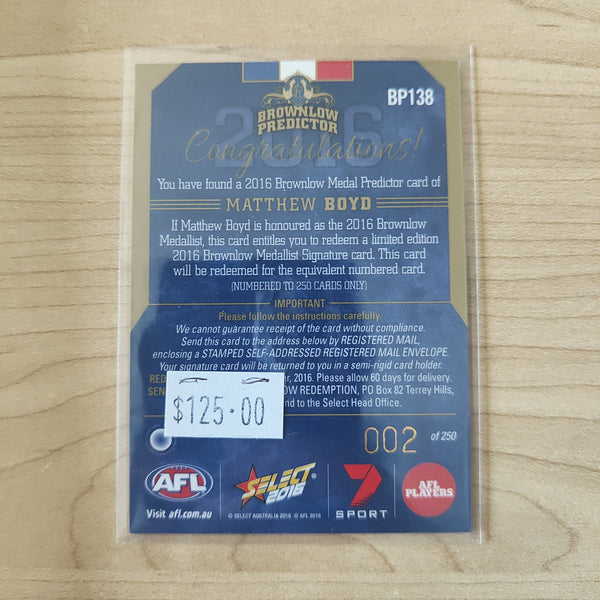 BP138
2016
BROWNLOW
PREDICTOR
Congratulations!
You have found a 2016 Brownlow Medal Predictor card of
MATTHEW BOYD
If Matthew Boyd is honoured as the 2016 Brownlow
Medallist, this card entitles you to redeem a limited edition
2016 Brownlow Medallist Signature card. This card
will be redeemed for the equivalent numbered card.
(NUMBERED TO 250 CARDS ONLY)
IMPORTANT
Please follow the instructions carefully.
We cannot guarantee receipt of the card without compliance.
Send this card to the address below by REGISTERED MAIL,
enclosing a STAMPED SELF-ADDRESSED REGISTERED MAIL ENVELOPE.
Your signature card will be returned to you in a semi-rigid card holder.
2016. Please allow 60 days for delivery.
REDEMPTION, PO Box 82 Terrey Hills,
to the Select Head Office.
$125.00
002 of 250
AFL
SELECT
2016
7
SPORT
AFL
PLAYERS
Visit afl.com.au
© SELECT AUSTRALIA 2016 © AFL 2016